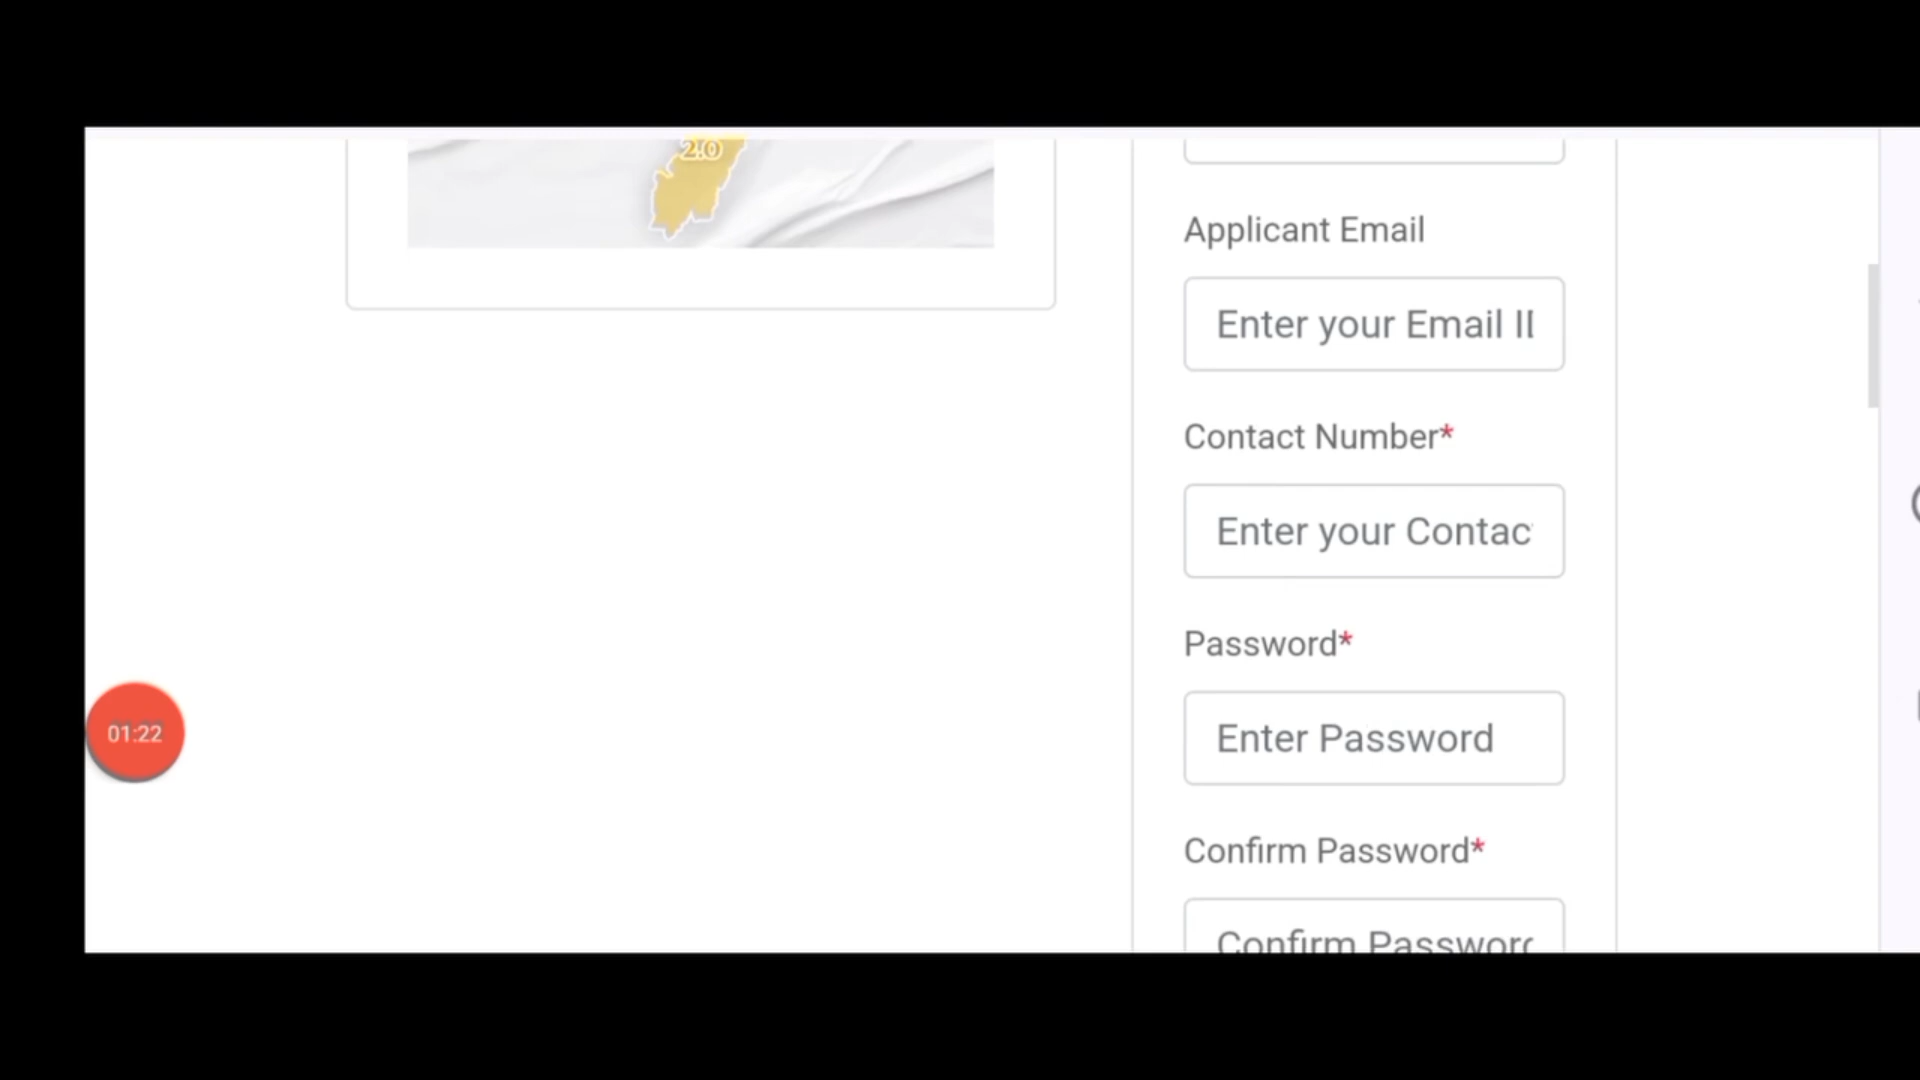 2.0
Applicant Email
Enter your Email I
Contact Number*
Enter your Contac
Password*
Enter Password
Confirm Password*
Confirm Passwor
01:22